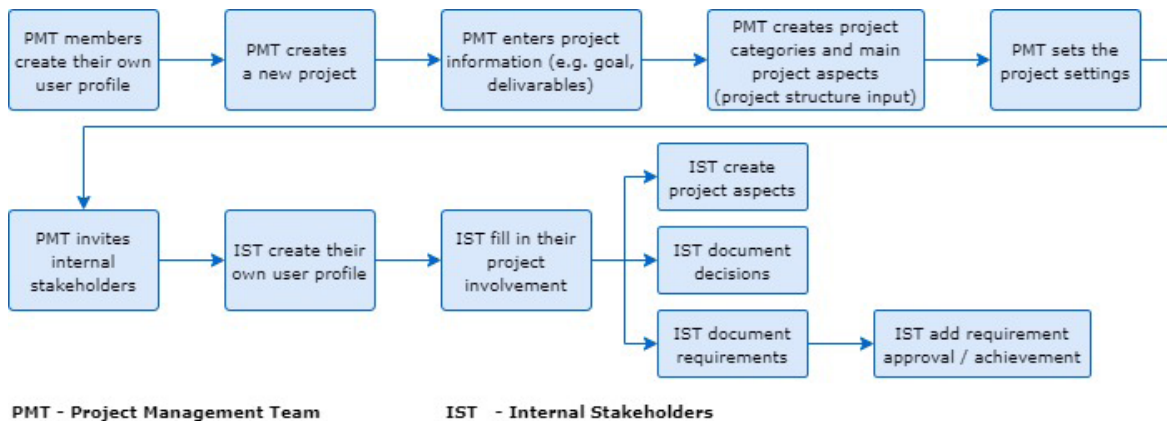 PMT members
create their own
user profile
PMT creates
a new project
PMT enters project
information (e.g. goal,
delivarables)
PMT creates project
categories and main
project aspects
(project structure input)
PMT sets the
project settings
PMT invites
internal
stakeholders
IST create their
own user profile
IST fill in their
project
involvement
IST create
project aspects
IST document
decisions
IST document
requirements
IST add requirement
approval / achievement
PMT - Project Management Team
IST - Internal Stakeholders